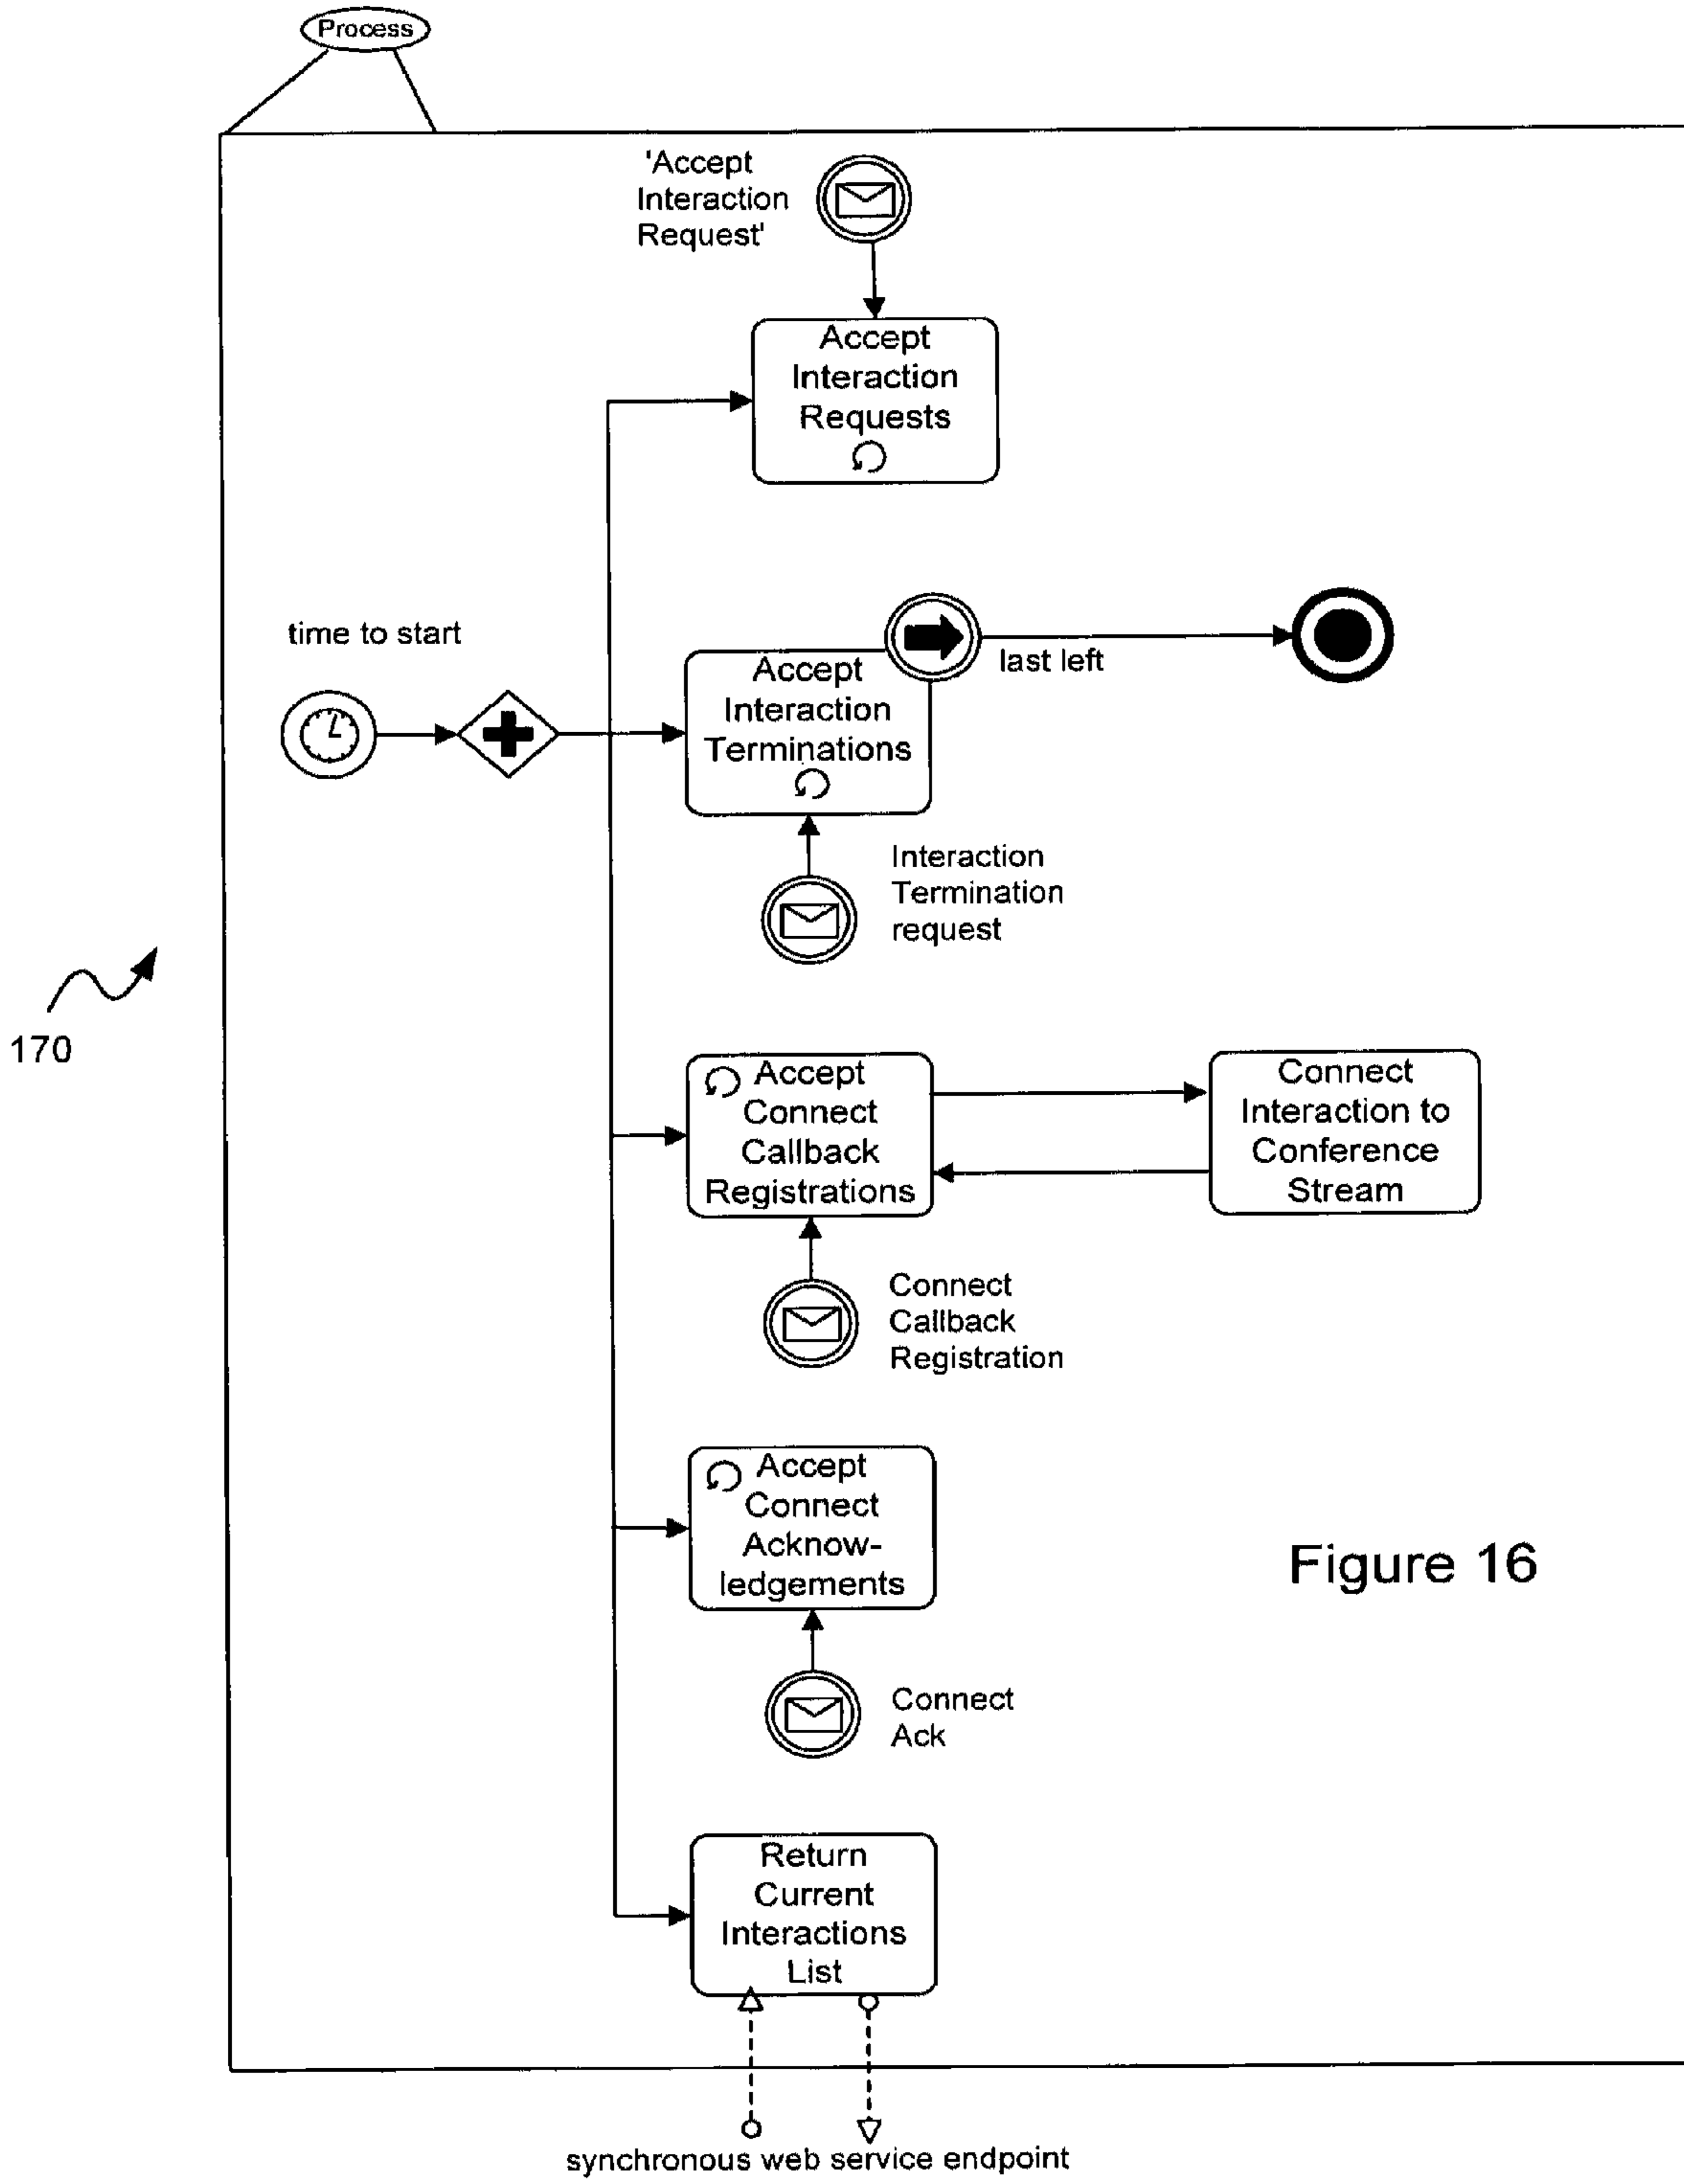 Process
'Accept
Interaction
Request'
Accept
Interaction
Requests
time to start
Accept
Interaction
Terminations
last left
Interaction
Termination
request
170
Accept
Connect
Callback
Registrations
Connect
Interaction to
Conference
Stream
Connect
Callback
Registration
Accept
Connect
Acknow-
ledgements
Figure 16
Connect
Ack
Return
Current
Interactions
List
synchronous web service endpoint